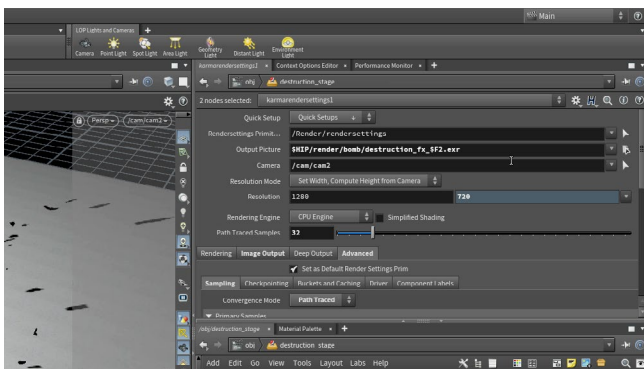 Main
LOP Lights and Cameras
Camera Point Light Spot Light Area Light Geometry Light Distant Light Environment Light
karmarendersettings1 Context Options Editor Performance Monitor
obj destruction_stage
2 nodes selected: karmarendersettings1
Persp /cam/cam2
Quick Setup Quick Setups
Rendersettings Primit... /Render/rendersettings
Output Picture $HIP/render/bomb/destruction_fx_$F2.exr
Camera /cam/cam2
Resolution Mode Set Width, Compute Height from Camera
Resolution 1280 720
Rendering Engine CPU Engine Simplified Shading
Path Traced Samples 32
Rendering Image Output Deep Output Advanced
Set as Default Render Settings Prim
Sampling Checkpointing Buckets and Caching Driver Component Labels
Convergence Mode Path Traced
Primary Samples
/obj/destruction_stage Material Palette
obj destruction_stage
Add Edit Go View Tools Layout Labs Help